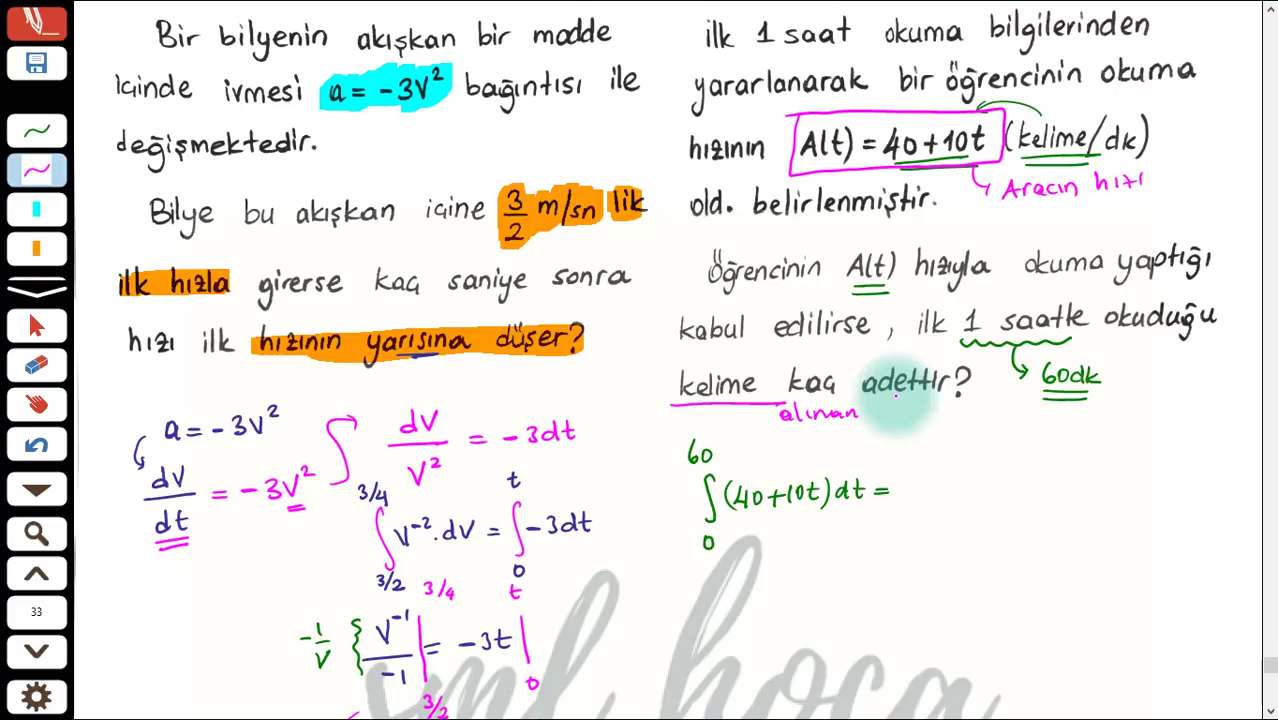 Bir bilyenin akışkan bir madde
içinde ivmesi a = -3V² bağıntısı ile
değişmektedir.
Bilye bu akışkan içine 3/2 m/sn lik
ilk hızla girerse kaç saniye sonra
hızı ilk hızının yarısına düşer?
a = -3V²
dV/dt = -3V²
∫ dV/V² = -3dt
3/4 t
∫ V⁻².dV = ∫ -3dt
3/2 0
3/4 t
-1/V { V⁻¹/-1 | = -3t |
3/2 0
ilk 1 saat okuma bilgilerinden
yararlanarak bir öğrencinin okuma
hızının A(t) = 40+10t (kelime/dk)
Aracın hızı
old. belirlenmiştir.
Öğrencinin A(t) hızıyla okuma yaptığı
kabul edilirse, ilk 1 saatte okuduğu
kelime kaç adettir?
60dk
alınan
60
∫ (40+10t)dt =
0
sml hoca
33